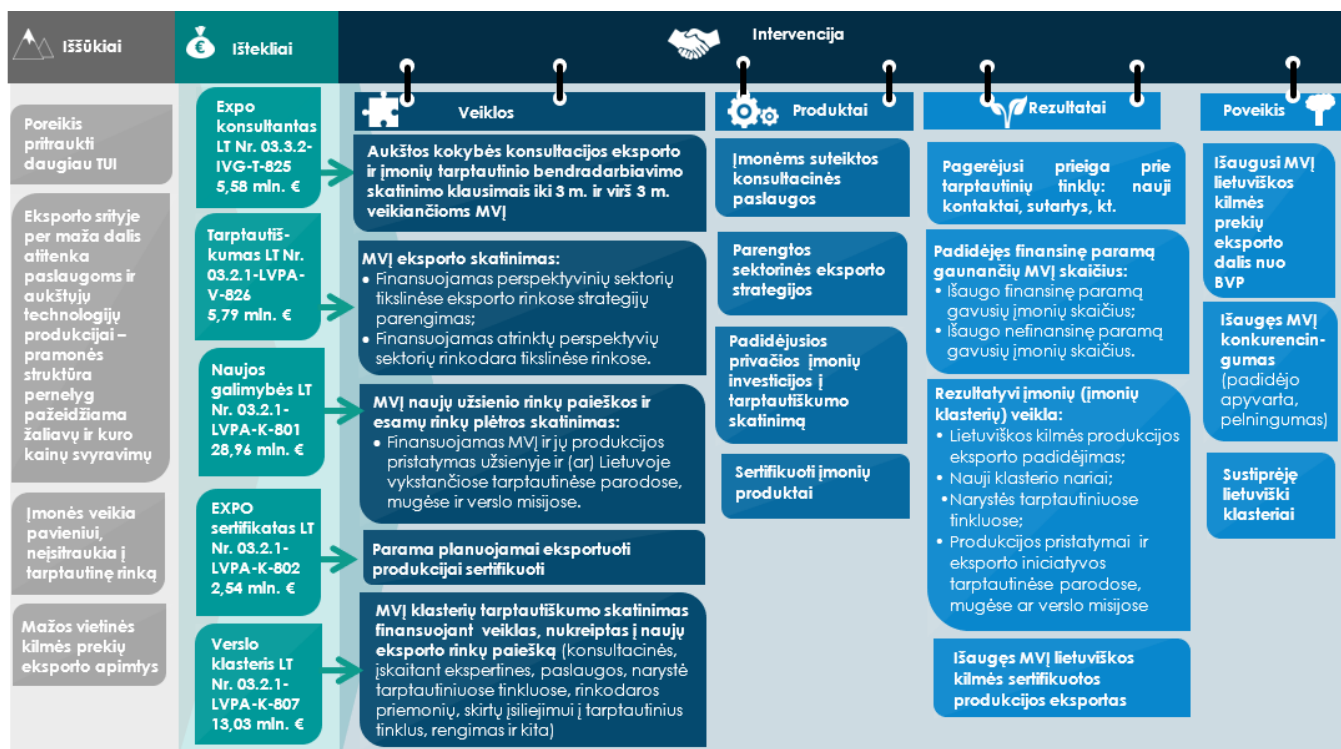 Iššūkiai
Poreikis
pritraukti
daugiau TUI
Eksporto srityje
per maža dalis
atitenka
paslaugoms ir
aukštųjų
technologijų
produkcijai –
pramonės
struktūra
pernelyg
pažeidžiama
žaliavų ir kuro
kainų svyravimų
Įmonės veikia
pavieniui,
neįsitraukia į
tarptautinę rinką
Mažos vietinės
kilmės prekių
eksporto apimtys
Ištekliai
Expo
konsultantas
LT Nr. 03.3.2-
IVG-T-825
5,58 mln. €
Tarptautiš-
kumas LT Nr.
03.2.1-LVPA-
V-826
5,79 mln. €
Naujos
galimybės LT
Nr. 03.2.1-
LVPA-K-801
28,96 mln. €
EXPO
sertifikatas LT
Nr. 03.2.1-
LVPA-K-802
2,54 mln. €
Verslo
klasteris LT
Nr. 03.2.1-
LVPA-K-807
13,03 mln. €
Intervencija
Veiklos
Aukštos kokybės konsultacijos eksporto
ir įmonių tarptautinio bendradarbiavimo
skatinimo klausimais iki 3 m. ir virš 3 m.
veikiančioms MVĮ
MVĮ eksporto skatinimas:
• Finansuojamas perspektyvinių sektorių
tikslinėse eksporto rinkose strategijų
parengimas;
• Finansuojamas atrinktų perspektyvių
sektorių rinkodara tikslinėse rinkose.
MVĮ naujų užsienio rinkų paieškos ir
esamų rinkų plėtros skatinimas:
• Finansuojamas MVĮ ir jų produkcijos
pristatymas užsienyje ir (ar) Lietuvoje
vykstančiose tarptautinėse parodose,
mugėse ir verslo misijose.
Parama planuojamai eksportuoti
produkcijai sertifikuoti
MVĮ klasterių tarptautiškumo skatinimas
finansuojant veiklas, nukreiptas į naujų
eksporto rinkų paiešką (konsultacinės,
įskaitant ekspertines, paslaugos, narystė
tarptautiniuose tinkluose, rinkodaros
priemonių, skirtų įsiliejimui į tarptautinius
tinklus, rengimas ir kita)
Produktai
Įmonėms suteiktos
konsultacinės
paslaugos
Parengtos
sektorinės eksporto
strategijos
Padidėjusios
privačios įmonių
investicijos į
tarptautiškumo
skatinimą
Sertifikuoti įmonių
produktai
Rezultatai
Pagerėjusi prieiga prie
tarptautinių tinklų: nauji
kontaktai, sutartys, kt.
Padidėjęs finansinę paramą
gaunančių MVĮ skaičius:
• Išaugo finansinę paramą
gavusių įmonių skaičius;
• Išaugo nefinansinę paramą
gavusių įmonių skaičius.
Rezultatyvi įmonių (įmonių
klasterių) veikla:
• Lietuviškos kilmės produkcijos
eksporto padidėjimas;
• Nauji klasterio nariai;
• Narystės tarptautiniuose
tinkluose;
• Produkcijos pristatymai ir
eksporto iniciatyvos
tarptautinėse parodose,
mugėse ar verslo misijose
Išaugęs MVĮ lietuviškos
kilmės sertifikuotos
produkcijos eksportas
Poveikis
Išaugusi MVĮ
lietuviškos
kilmės
prekių
eksporto
dalis nuo
BVP
Išaugęs MVĮ
konkurencin-
gumas
(padidėjo
apyvarta,
pelningumas)
Sustiprėję
lietuviški
klasteriai